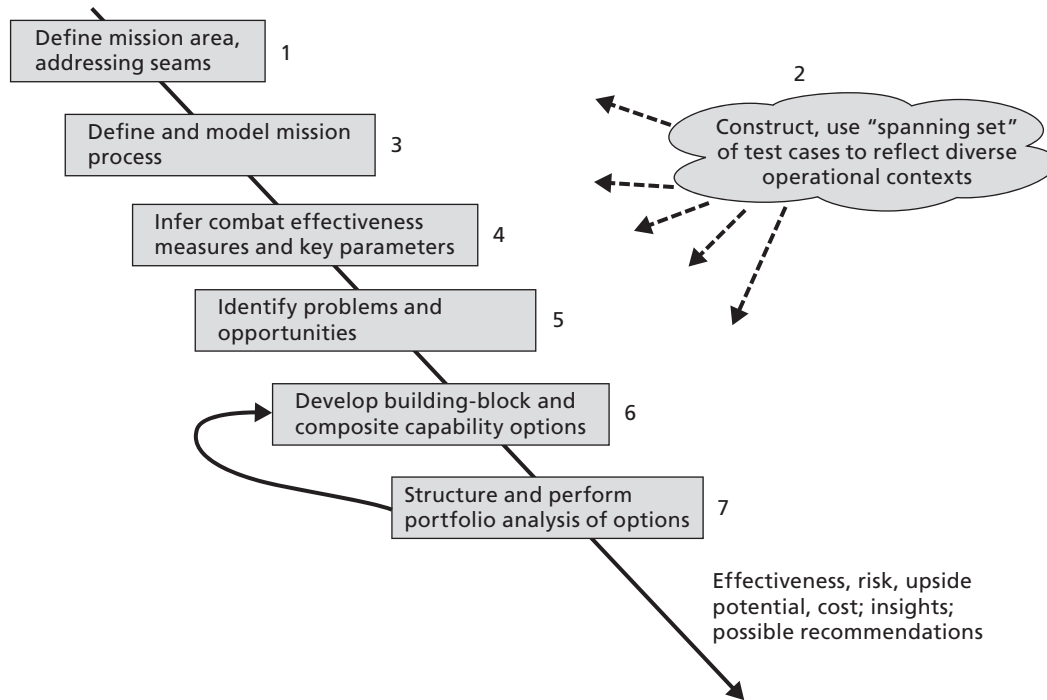 Define mission area,
addressing seams
1
2
Construct, use “spanning set”
of test cases to reflect diverse
operational contexts
Define and model mission
process
3
Infer combat effectiveness
measures and key parameters
4
Identify problems and
opportunities
5
Develop building-block and
composite capability options
6
Structure and perform
portfolio analysis of options
7
Effectiveness, risk, upside
potential, cost; insights;
possible recommendations